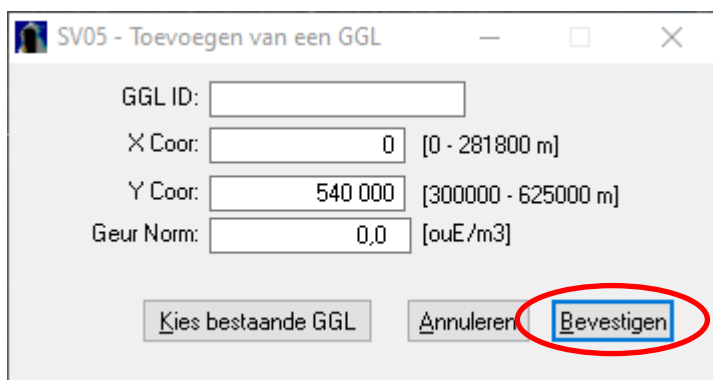 SV05 - Toevoegen van een GGL
GGL ID:
X Coor: 0 [0 - 281800 m]
Y Coor: 540 000 [300000 - 625000 m]
Geur Norm: 0,0 [ouE/m3]
Kies bestaande GGL Annuleren Bevestigen